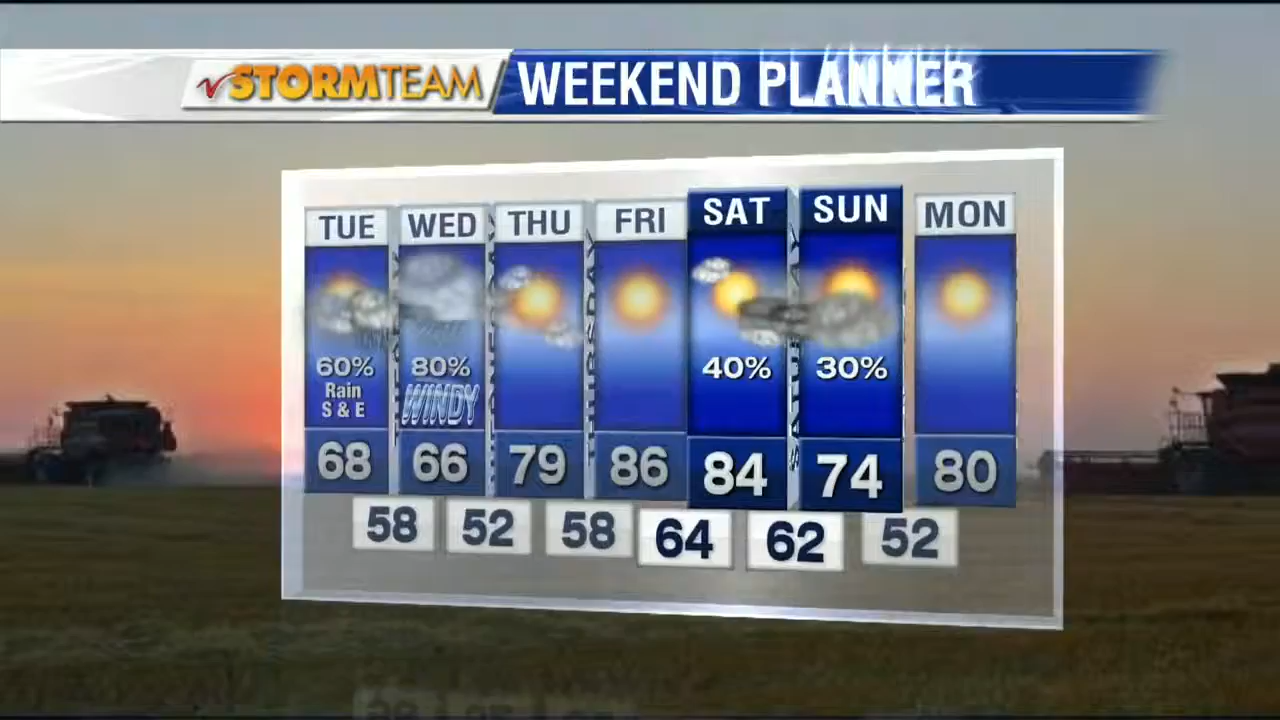 STORMTEAM WEEKEND PLANNER
TUE WED THU FRI SAT SUN MON
60% 80% 40% 30%
Rain
S & E
WINDY
68 66 79 86 84 74 80
58 52 58 64 62 52